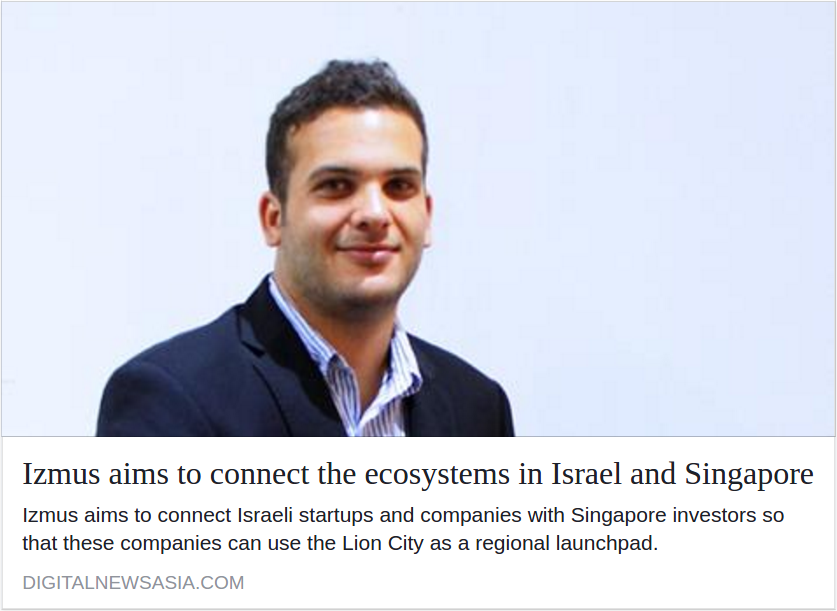 Izmus aims to connect the ecosystems in Israel and Singapore
Izmus aims to connect Israeli startups and companies with Singapore investors so
that these companies can use the Lion City as a regional launchpad.
DIGITALNEWSASIA.COM